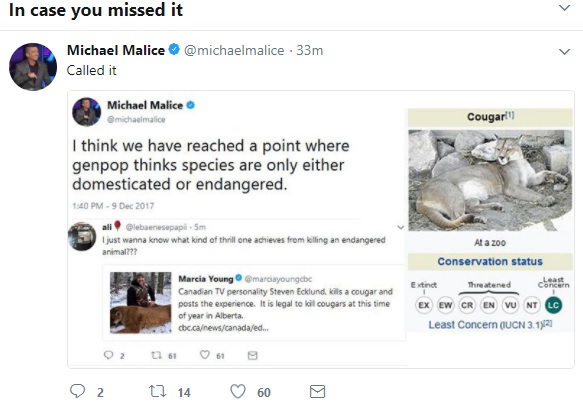 In case you missed it
Michael Malice @michaelmalice · 33m
Called it
Michael Malice
@michaelmalice
I think we have reached a point where
genpop thinks species are only either
domesticated or endangered.
1:40 PM - 9 Dec 2017
ali @lebaenesepapii · 5m
I just wanna know what kind of thrill one achieves from killing an endangered
animal???
Marcia Young @marciayoungcbc
Canadian TV personality Steven Ecklund, kills a cougar and
posts the experience. It is legal to kill cougars at this time
of year in Alberta.
cbc.ca/news/canada/ed...
2 61 61
Cougar[1]
At a zoo
Conservation status
Extinct Threatened Least
Concern
EX EW CR EN VU NT LC
Least Concern (IUCN 3.1)[2]
2 14 60